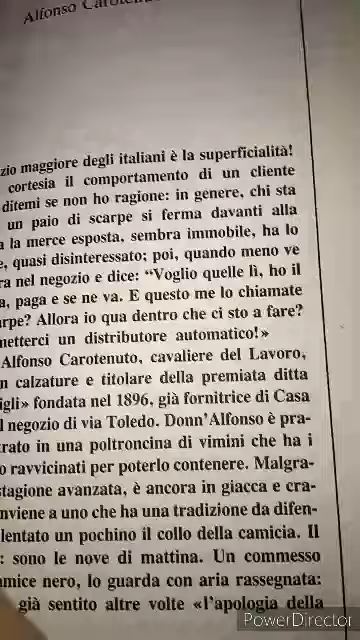 Alfonso
zio maggiore degli italiani è la superficialità!
cortesia il comportamento di un cliente
ditemi se non ho ragione: in genere, chi sta
un paio di scarpe si ferma davanti alla
la merce esposta, sembra immobile, ha lo
, quasi disinteressato; poi, quando meno ve
ra nel negozio e dice: “Voglio quelle lì, ho il
a, paga e se ne va. E questo me lo chiamate
arpe? Allora io qua dentro che ci sto a fare?
metterci un distributore automatico!»
Alfonso Carotenuto, cavaliere del Lavoro,
n calzature e titolare della premiata ditta
igli» fondata nel 1896, già fornitrice di Casa
l negozio di via Toledo. Donn'Alfonso è pra-
trato in una poltroncina di vimini che ha i
o ravvicinati per poterlo contenere. Malgra-
stagione avanzata, è ancora in giacca e cra-
nviene a uno che ha una tradizione da difen-
lentato un pochino il collo della camicia. Il
: sono le nove di mattina. Un commesso
amice nero, lo guarda con aria rassegnata:
già sentito altre volte «l'apologia della
PowerDirector